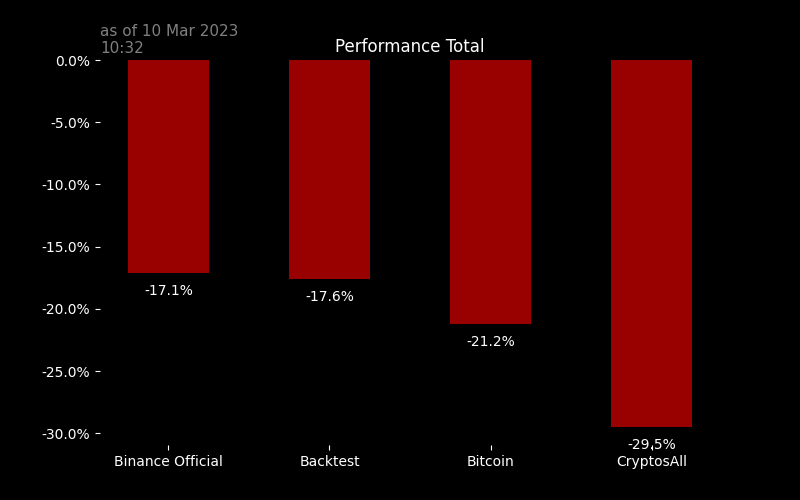 as of 10 Mar 2023
10:32
Performance Total
0.0%
-5.0%
-10.0%
-15.0%
-20.0%
-25.0%
-30.0%
-17.1%
-17.6%
-21.2%
-29.5%
Binance Official
Backtest
Bitcoin
CryptosAll